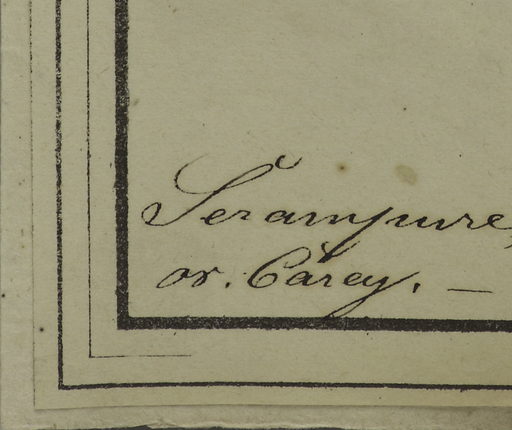 Serampure,
or. Carey. —